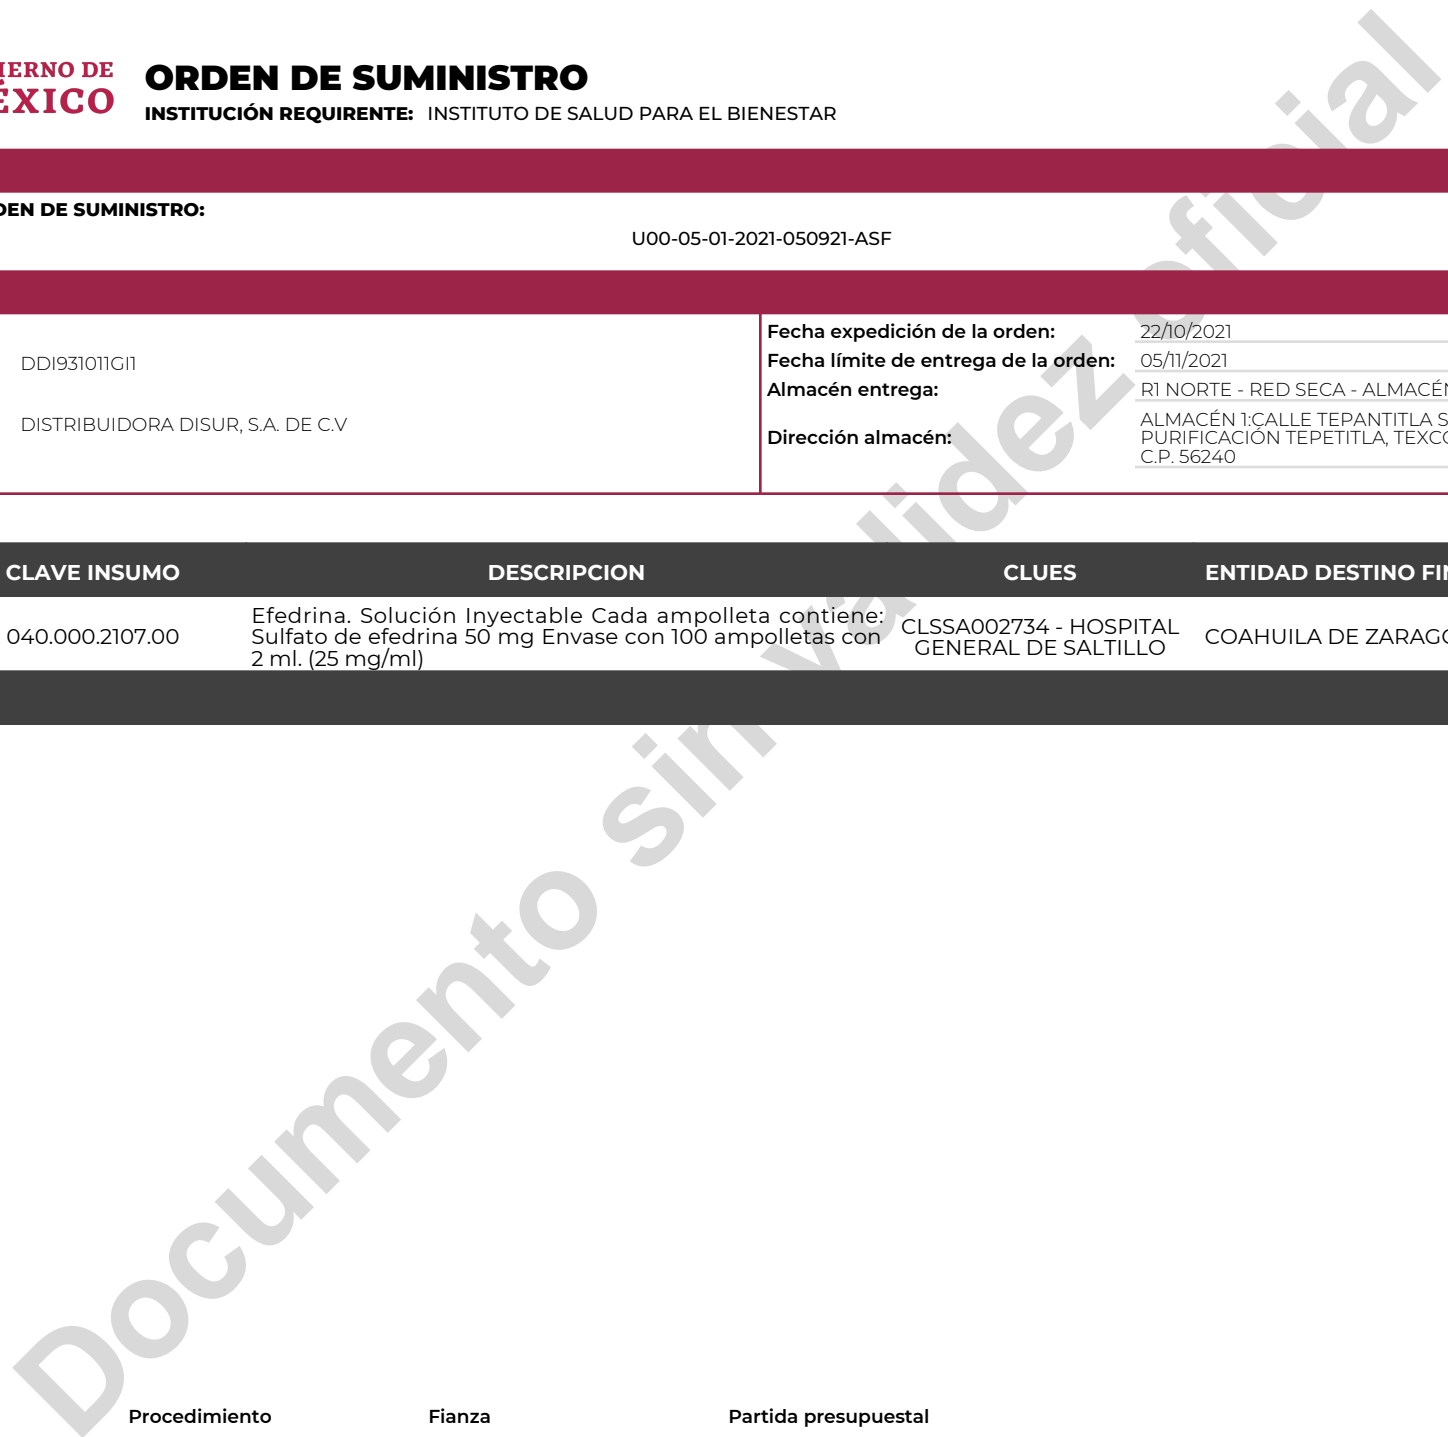 IERNO DE
ÉXICO
ORDEN DE SUMINISTRO
INSTITUCIÓN REQUIRENTE: INSTITUTO DE SALUD PARA EL BIENESTAR
DEN DE SUMINISTRO:
U00-05-01-2021-050921-ASF
DDI931011GI1
DISTRIBUIDORA DISUR, S.A. DE C.V
Fecha expedición de la orden: 22/10/2021
Fecha límite de entrega de la orden: 05/11/2021
Almacén entrega: R1 NORTE - RED SECA - ALMACÉN
Dirección almacén:
ALMACÉN 1:CALLE TEPANTITLA S
PURIFICACIÓN TEPETITLA, TEXCO
C.P. 56240
CLAVE INSUMO DESCRIPCION CLUES ENTIDAD DESTINO FIN
040.000.2107.00
Efedrina. Solución Inyectable Cada ampolleta contiene:
Sulfato de efedrina 50 mg Envase con 100 ampolletas con
2 ml. (25 mg/ml)
CLSSA002734 - HOSPITAL
GENERAL DE SALTILLO
COAHUILA DE ZARAGO
Documento sin validez oficial
Procedimiento Fianza Partida presupuestal